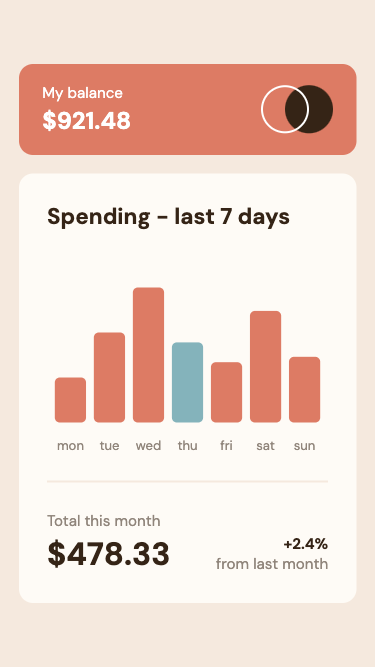 My balance
$921.48
Spending - last 7 days
mon tue wed thu fri sat sun
Total this month
$478.33
+2.4%
from last month